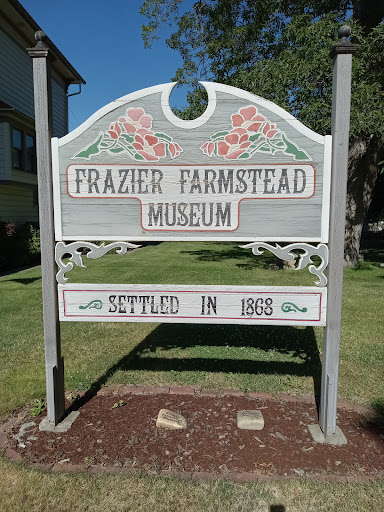 FRAZIER FARMSTEAD
MUSEUM
SETTLED IN 1868